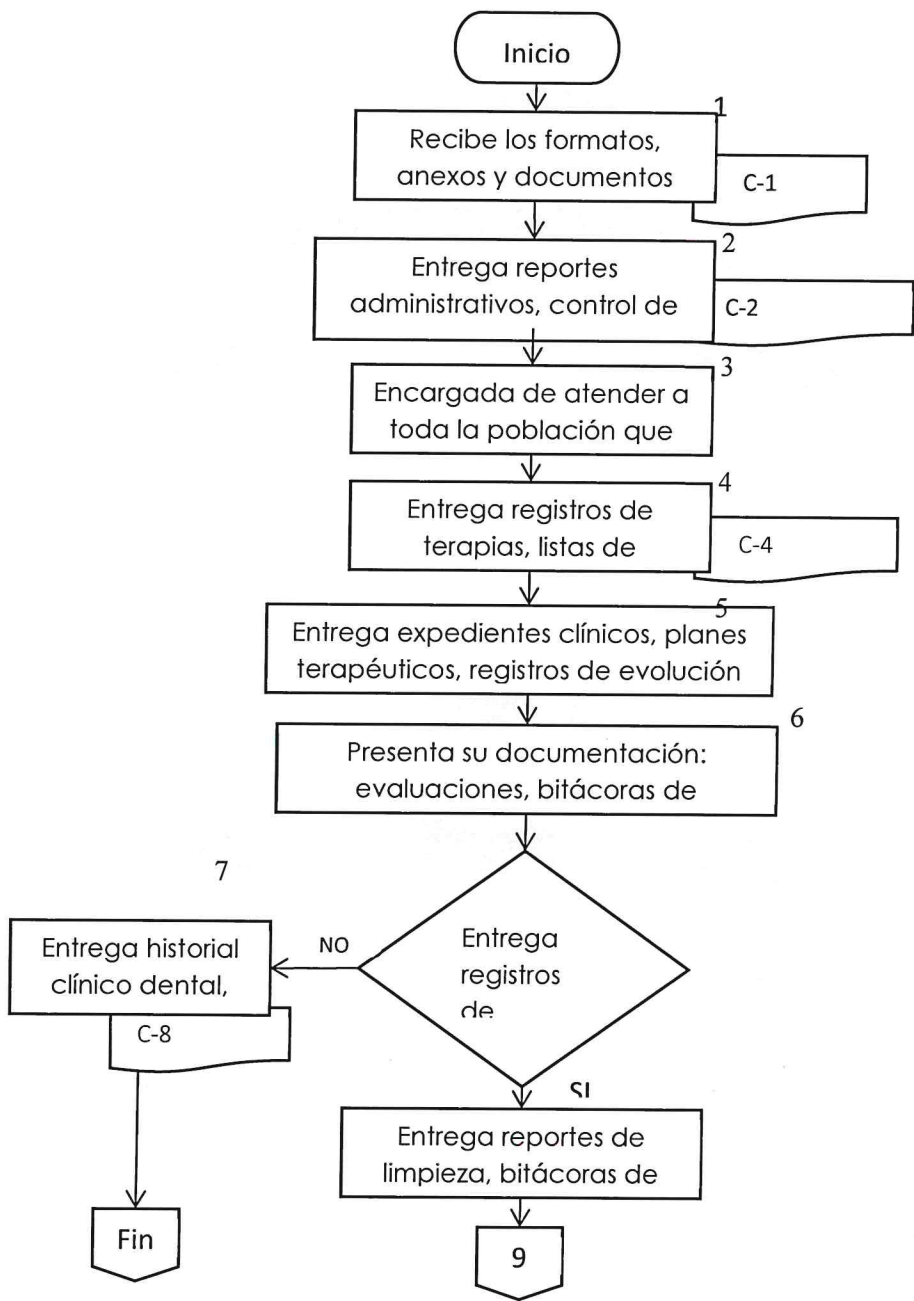 Inicio
1
Recibe los formatos,
anexos y documentos
C-1
2
Entrega reportes
administrativos, control de
C-2
3
Encargada de atender a
toda la población que
4
Entrega registros de
terapias, listas de
C-4
5
Entrega expedientes clínicos, planes
terapéuticos, registros de evolución
6
Presenta su documentación:
evaluaciones, bitácoras de
7
Entrega historial
clínico dental,
C-8
NO
Entrega
registros
de
SI
Entrega reportes de
limpieza, bitácoras de
Fin
9